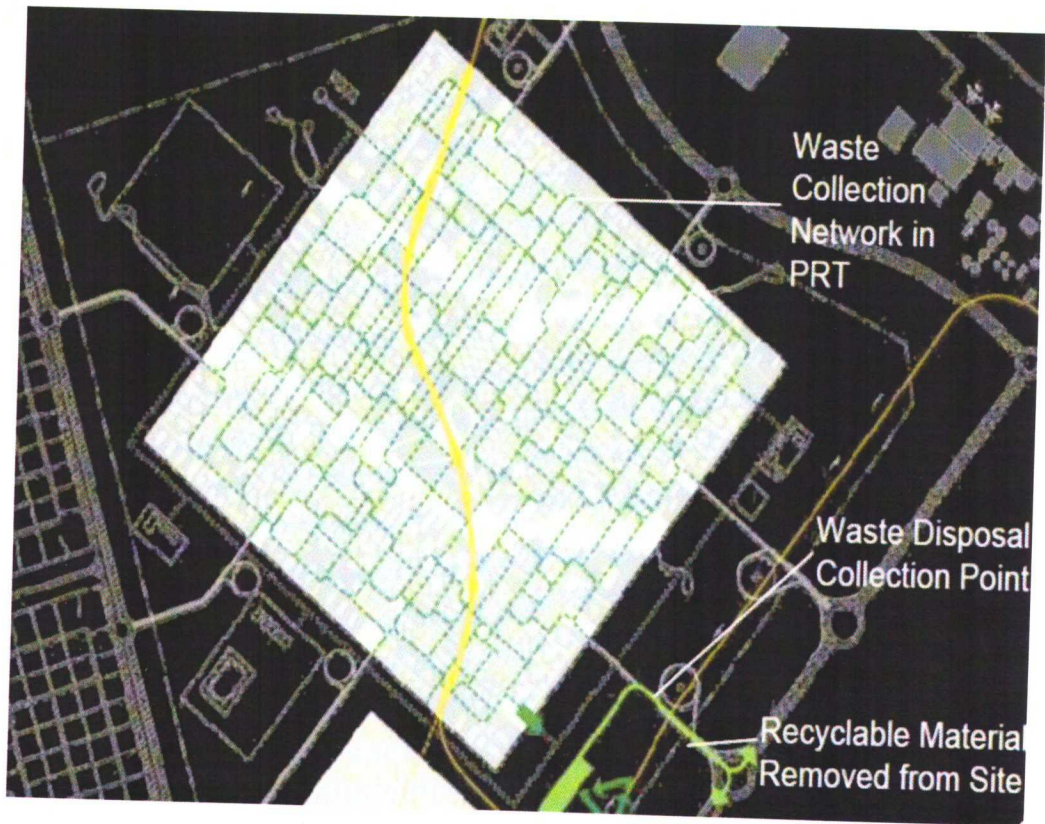 Waste
Collection
Network in
PRT
Waste Disposal
Collection Point
Recyclable Material
Removed from Site